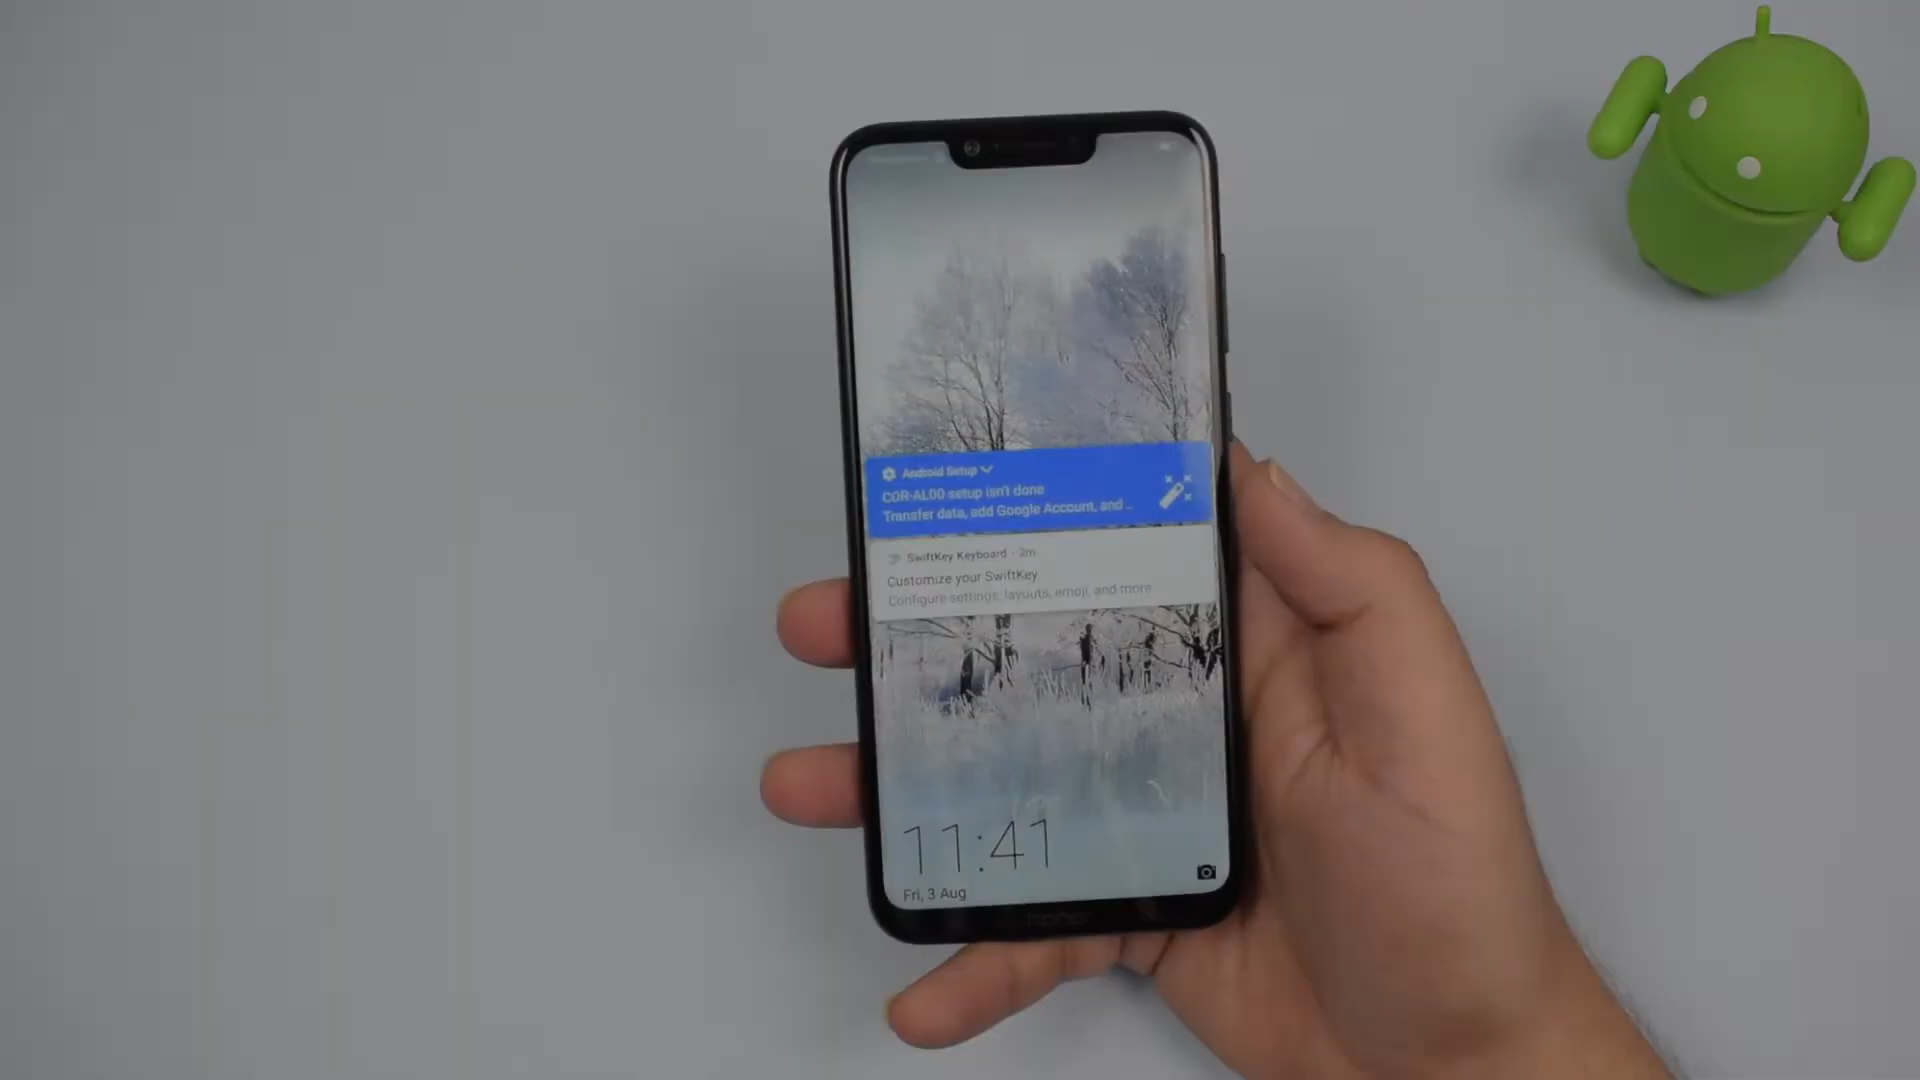 Android Setup
COR-AL00 setup isn't done
Transfer data, add Google Account, and ...
SwiftKey Keyboard · 2m
Customize your SwiftKey
Configure settings, layouts, emoji, and more
11:41
Fri, 3 Aug
honor